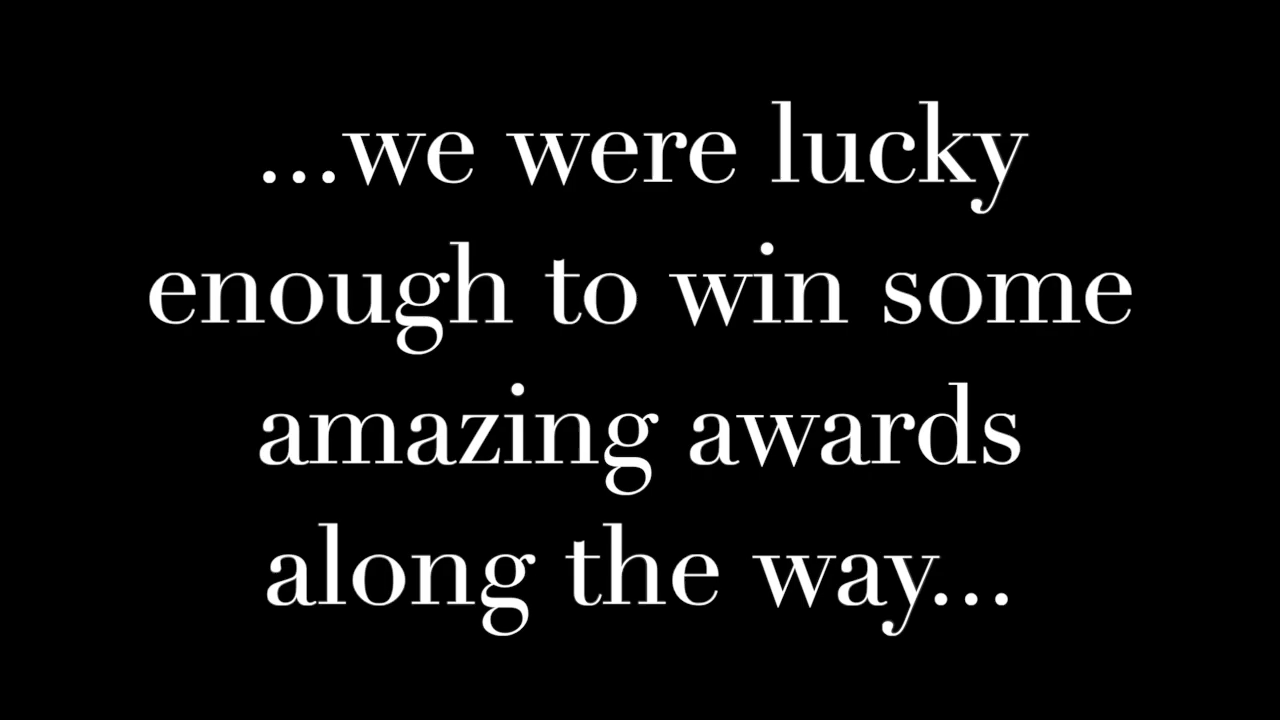 ...we were lucky
enough to win some
amazing awards
along the way...